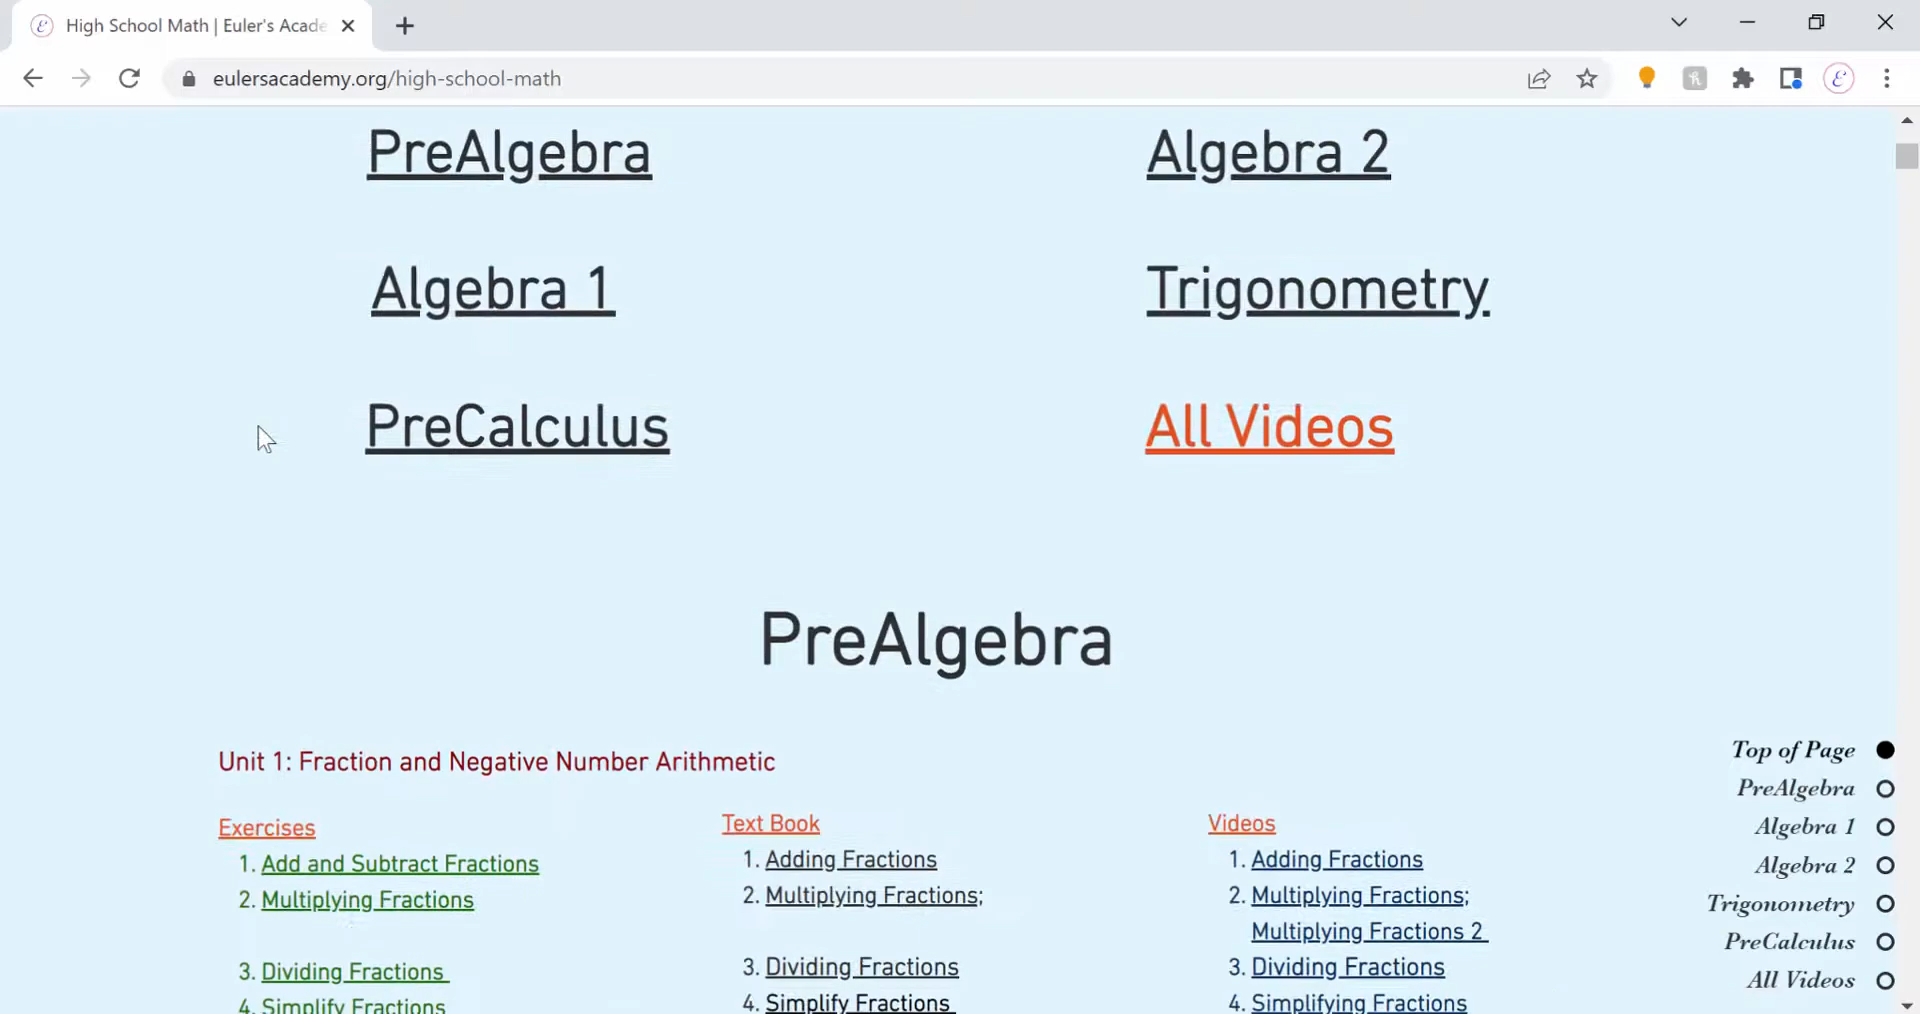 High School Math | Euler's Acade
eulersacademy.org/high-school-math
PreAlgebra
Algebra 2
Algebra 1
Trigonometry
PreCalculus
All Videos
PreAlgebra
Unit 1: Fraction and Negative Number Arithmetic
Exercises
1. Add and Subtract Fractions
2. Multiplying Fractions
3. Dividing Fractions
4. Simplify Fractions
Text Book
1. Adding Fractions
2. Multiplying Fractions;
3. Dividing Fractions
4. Simplify Fractions
Videos
1. Adding Fractions
2. Multiplying Fractions;
Multiplying Fractions 2
3. Dividing Fractions
4. Simplifying Fractions
Top of Page
PreAlgebra
Algebra 1
Algebra 2
Trigonometry
PreCalculus
All Videos